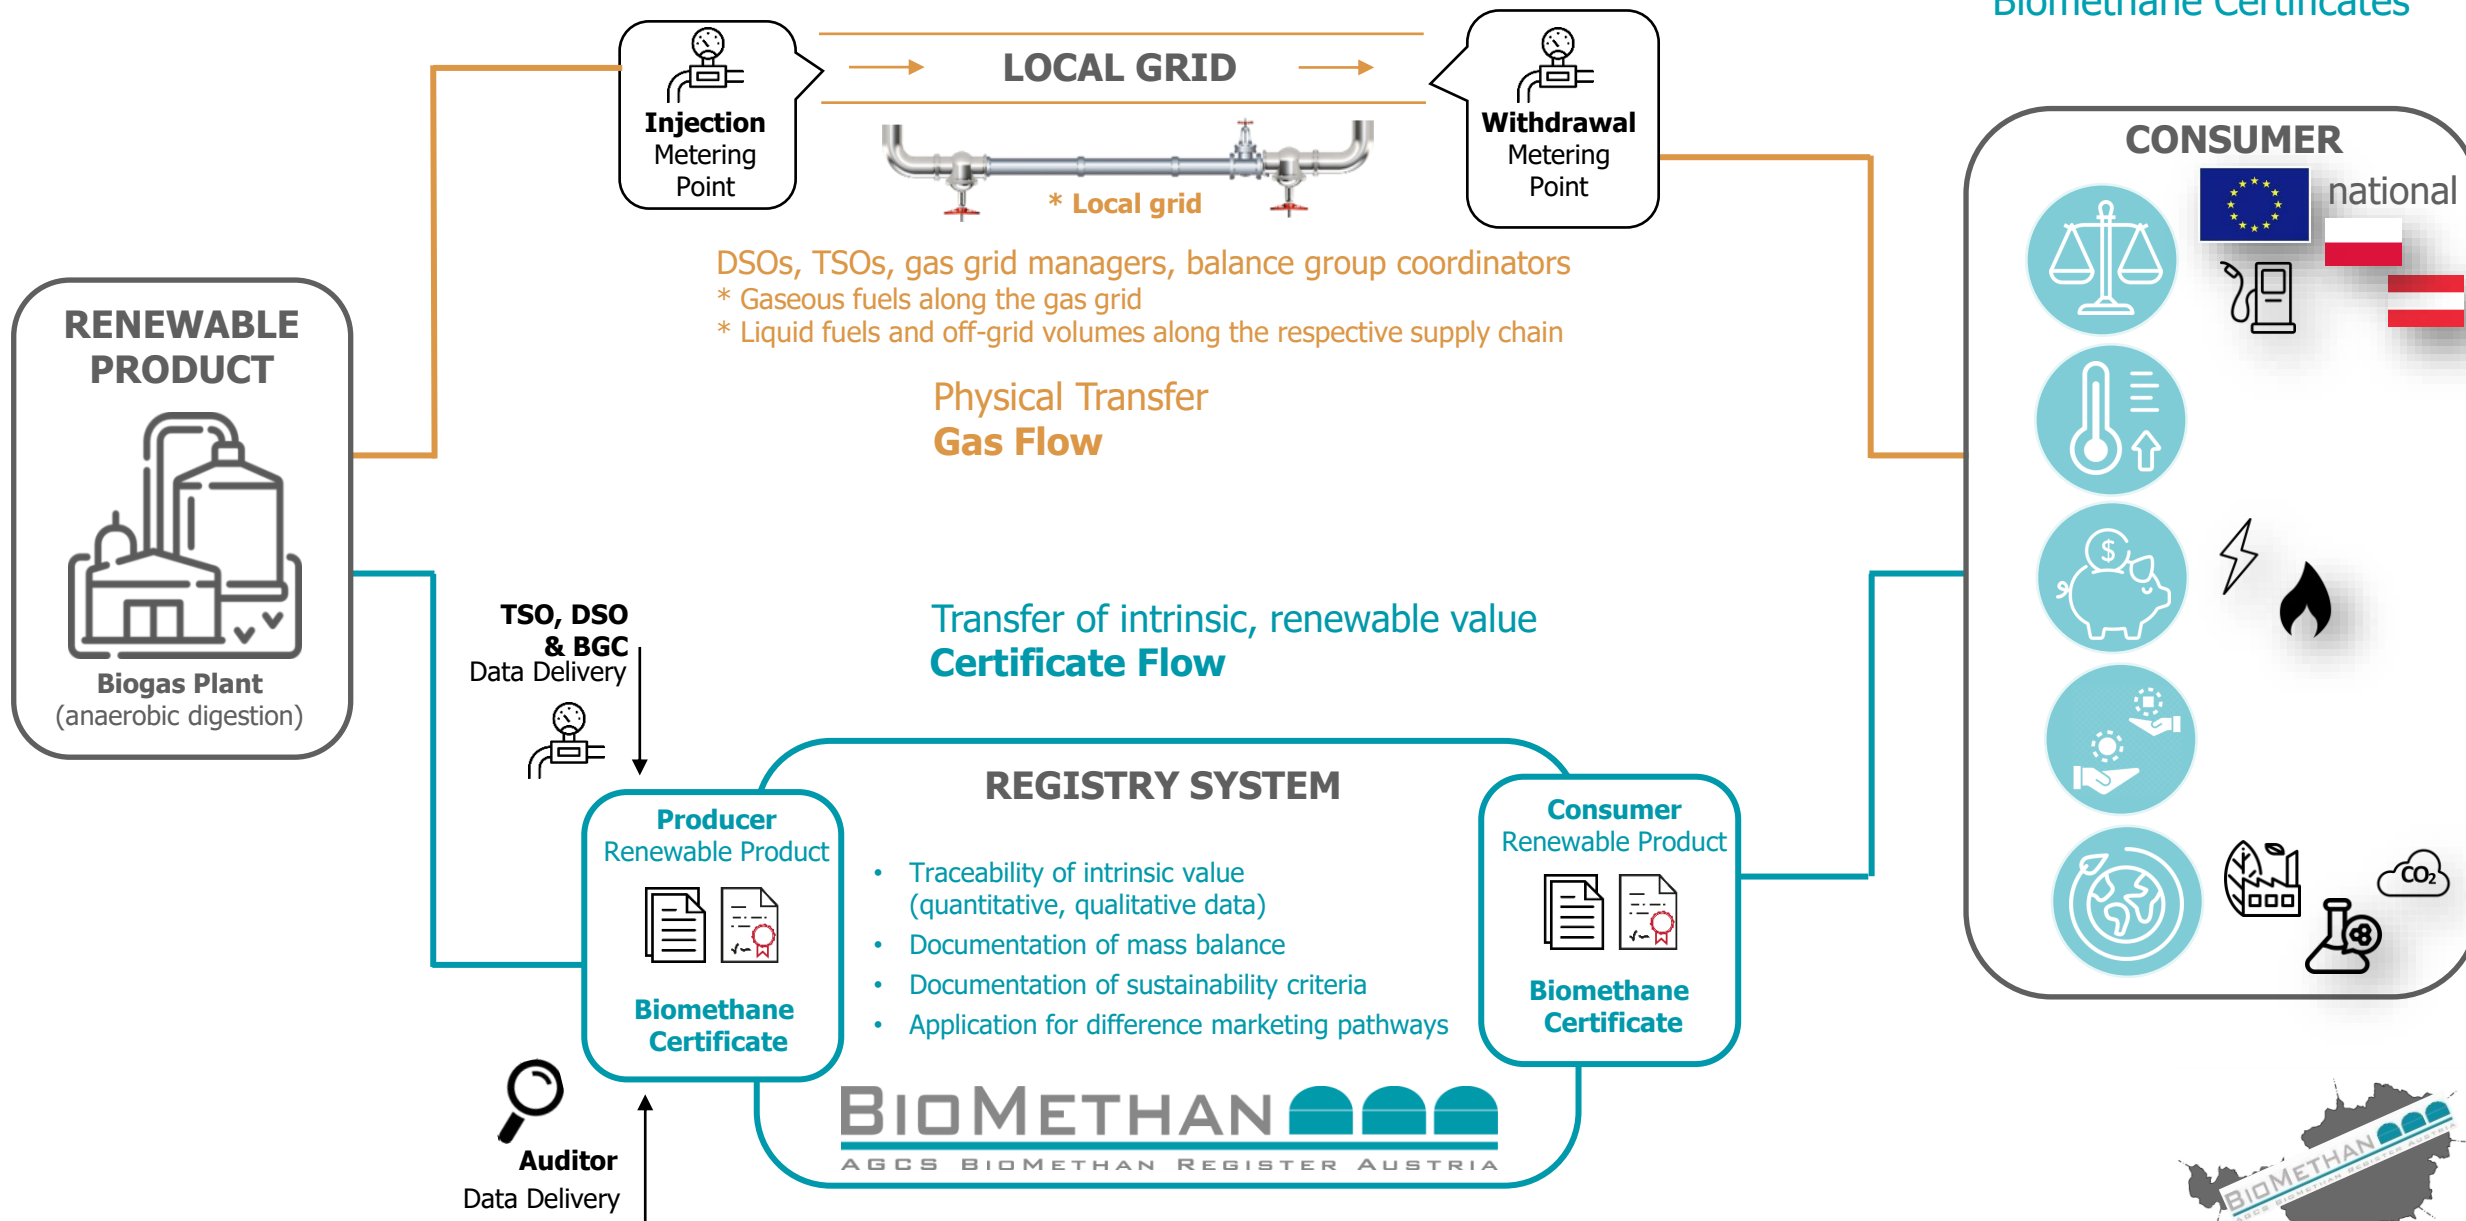 Biomethane Certificates
LOCAL GRID
Injection
Metering
Point
Withdrawal
Metering
Point
* Local grid
DSOs, TSOs, gas grid managers, balance group coordinators
* Gaseous fuels along the gas grid
* Liquid fuels and off-grid volumes along the respective supply chain
Physical Transfer
Gas Flow
RENEWABLE
PRODUCT
Biogas Plant
(anaerobic digestion)
CONSUMER
national
$
CO2
TSO, DSO
& BGC
Data Delivery
Transfer of intrinsic, renewable value
Certificate Flow
REGISTRY SYSTEM
Producer
Renewable Product
Biomethane
Certificate
• Traceability of intrinsic value
(quantitative, qualitative data)
• Documentation of mass balance
• Documentation of sustainability criteria
• Application for difference marketing pathways
Consumer
Renewable Product
Biomethane
Certificate
Auditor
Data Delivery
BIOMETHAN
AGCS BIOMETHAN REGISTER AUSTRIA
BIOMETHAN
AGCS BIOMETHAN REGISTER AUSTRIA